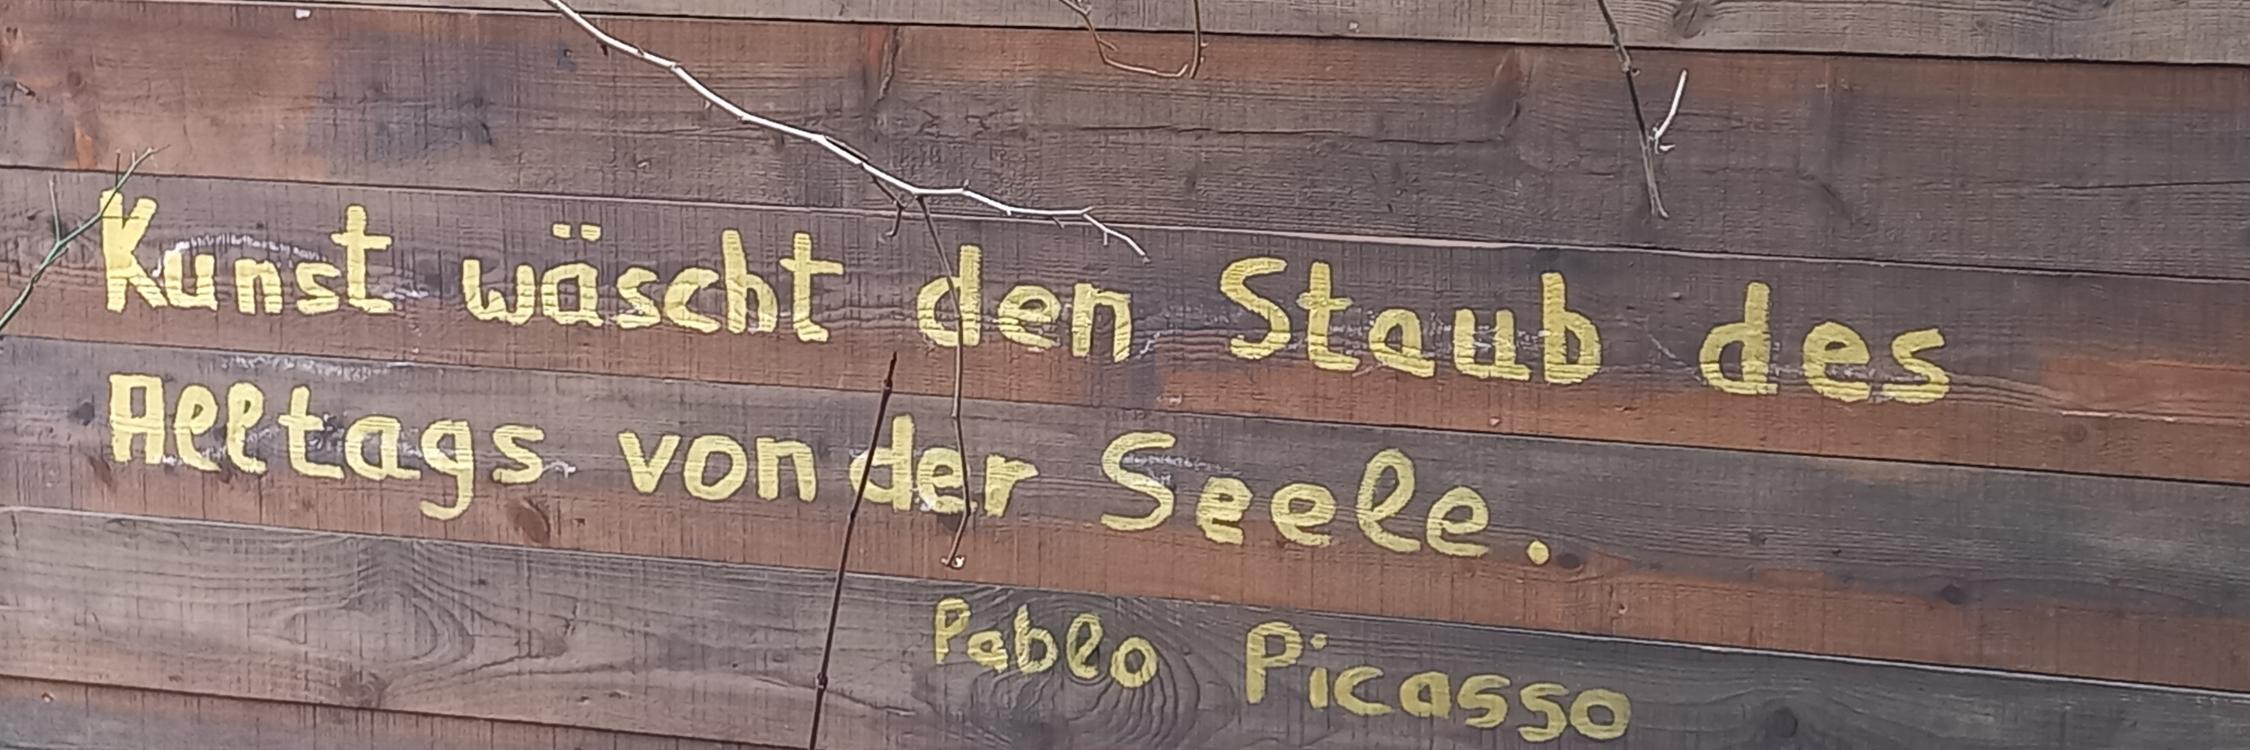 Kunst wäscht den Staub des
Alltags von der Seele.
Pablo Picasso